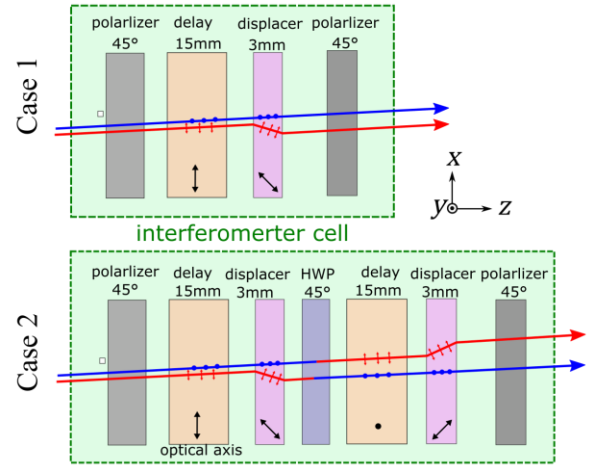 Case 1
polarlizer delay displacer polarlizer
45° 15mm 3mm 45°
x
y z
interferomerter cell
Case 2
polarlizer delay displacer HWP delay displacer polarlizer
45° 15mm 3mm 45° 15mm 3mm 45°
optical axis